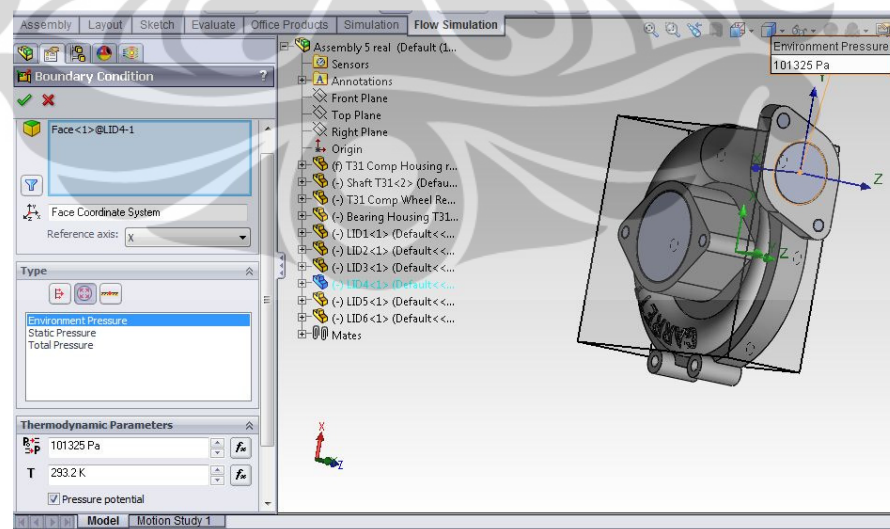 Assembly Layout Sketch Evaluate Office Products Simulation Flow Simulation
Boundary Condition ?
Face<1>@LID4-1
Face Coordinate System
Reference axis: X
Type
Environment Pressure
Static Pressure
Total Pressure
Thermodynamic Parameters
101325 Pa
T 293.2 K
Pressure potential
Assembly 5 real (Default (1...
Sensors
Annotations
Front Plane
Top Plane
Right Plane
Origin
(f) T31 Comp Housing r...
(-) Shaft T31<2> (Defau...
(-) T31 Comp Wheel Re...
(-) Bearing Housing T31...
(-) LID1<1> (Default<<...
(-) LID2<1> (Default<<...
(-) LID3<1> (Default<<...
(-) LID4<1> (Default<<...
(-) LID5<1> (Default<<...
(-) LID6<1> (Default<<...
Mates
Environment Pressure
101325 Pa
Y
Z
Z
GARRET
X
Z
Model Motion Study 1